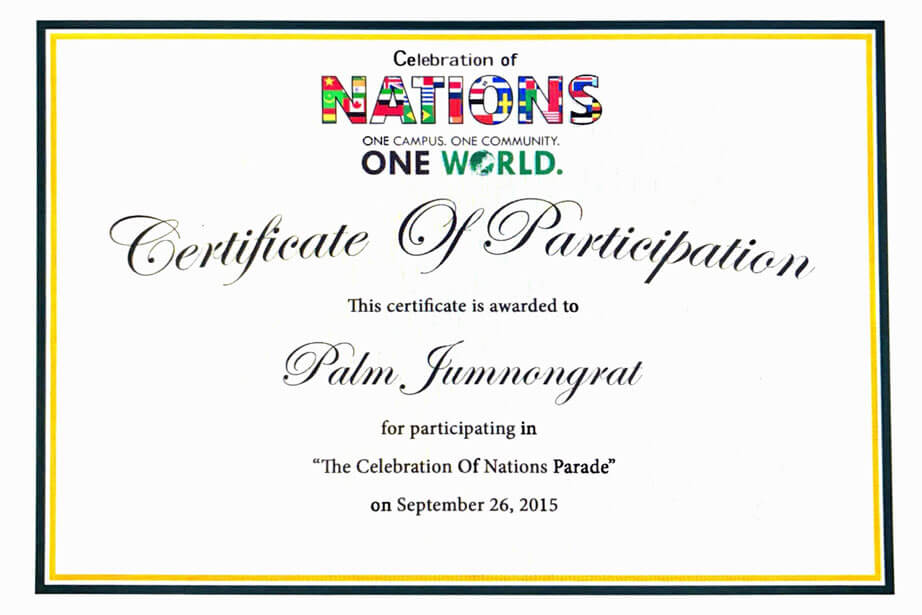 Celebration of
NATIONS
ONE CAMPUS. ONE COMMUNITY.
ONE WORLD.
Certificate Of Participation
This certificate is awarded to
Palm Jumnongrat
for participating in
“The Celebration Of Nations Parade”
on September 26, 2015